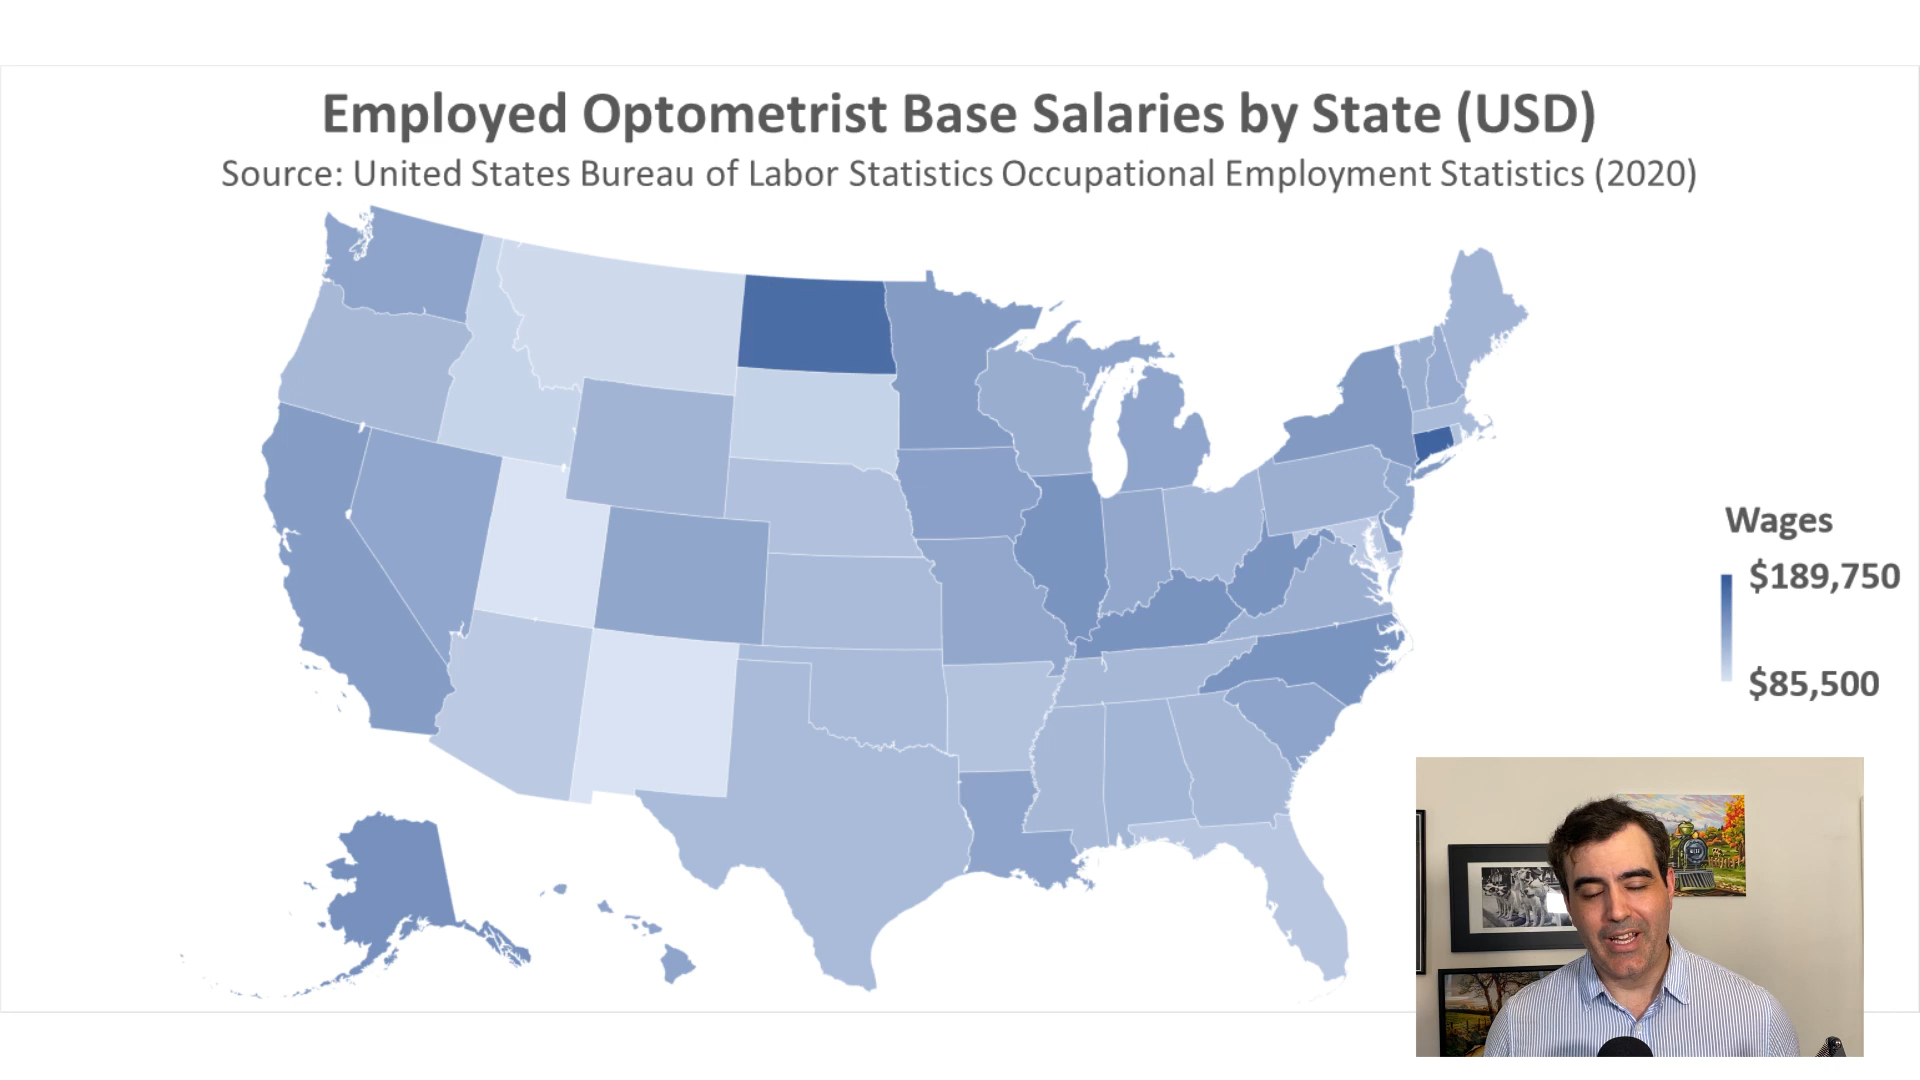 Employed Optometrist Base Salaries by State (USD)
Source: United States Bureau of Labor Statistics Occupational Employment Statistics (2020)
Wages
$189,750
$85,500